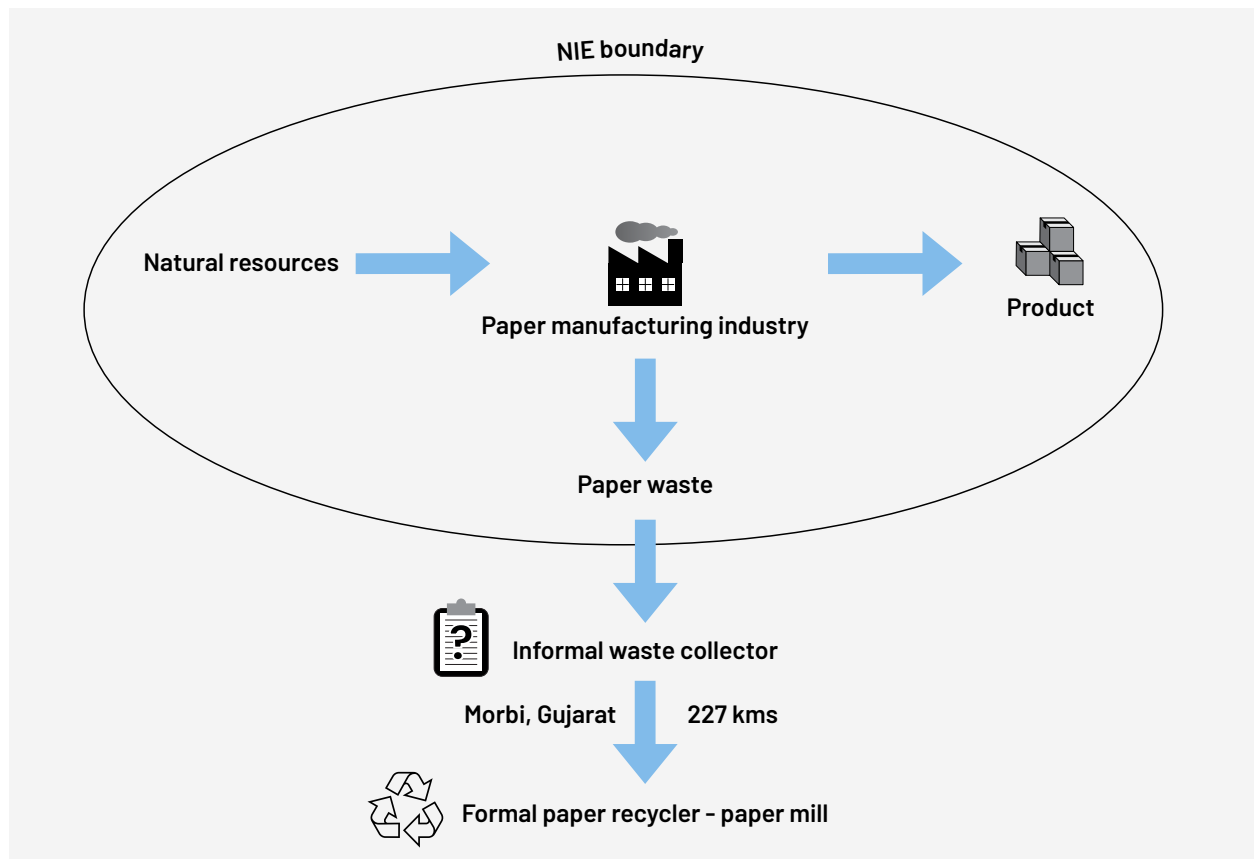 NIE boundary
Natural resources
Paper manufacturing industry
Product
Paper waste
?
Informal waste collector
Morbi, Gujarat 227 kms
Formal paper recycler - paper mill